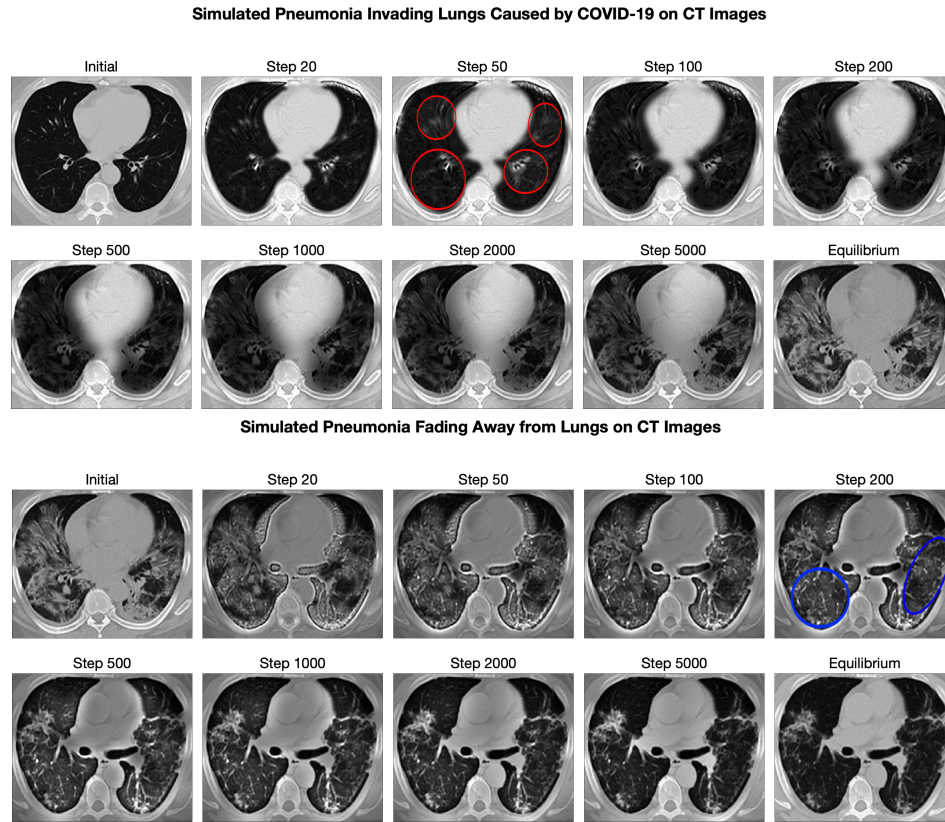 Simulated Pneumonia Invading Lungs Caused by COVID-19 on CT Images
Initial
Step 20
Step 50
Step 100
Step 200
Step 500
Step 1000
Step 2000
Step 5000
Equilibrium
Simulated Pneumonia Fading Away from Lungs on CT Images
Initial
Step 20
Step 50
Step 100
Step 200
Step 500
Step 1000
Step 2000
Step 5000
Equilibrium